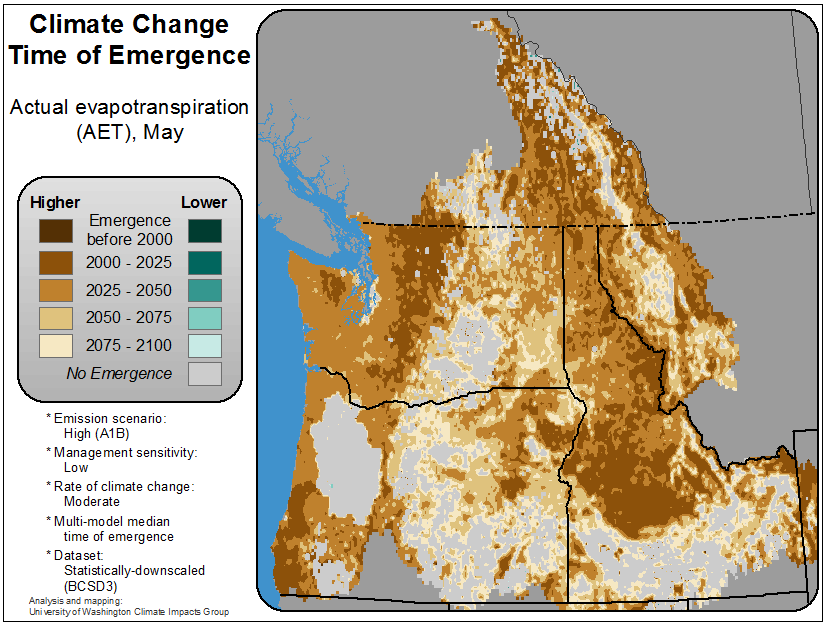 Climate Change
Time of Emergence
Actual evapotranspiration
(AET), May
Higher
Lower
Emergence
before 2000
2000 - 2025
2025 - 2050
2050 - 2075
2075 - 2100
No Emergence
* Emission scenario:
High (A1B)
* Management sensitivity:
Low
* Rate of climate change:
Moderate
* Multi-model median
time of emergence
* Dataset:
Statistically-downscaled
(BCSD3)
Analysis and mapping:
University of Washington Climate Impacts Group